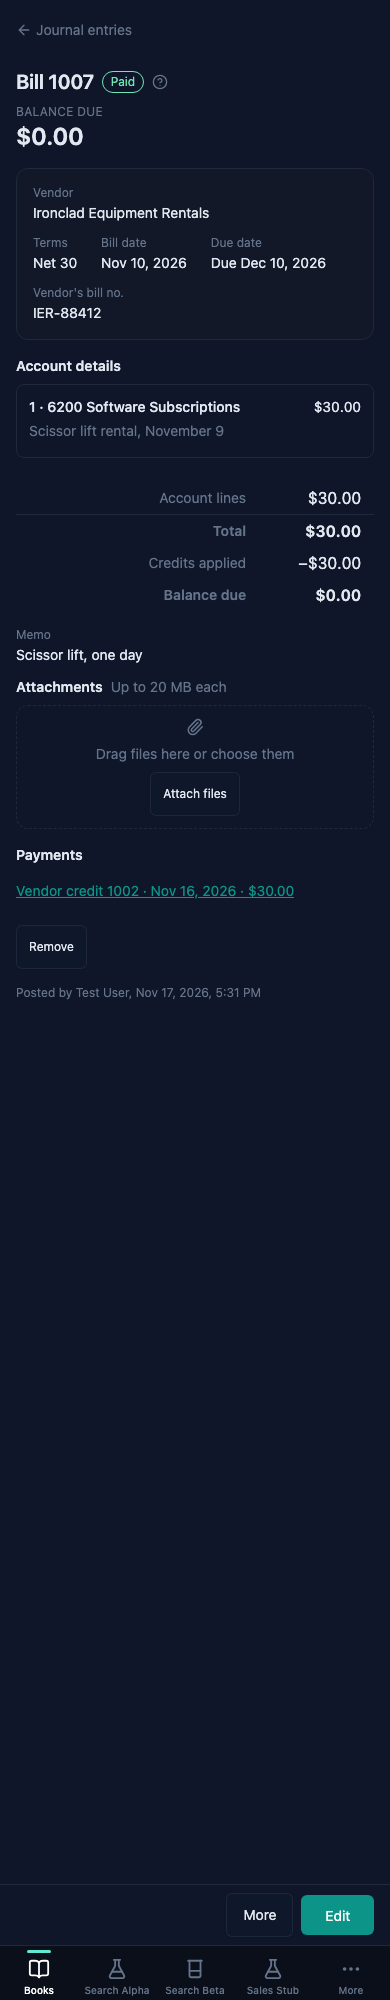 Journal entries
Bill 1007 Paid
BALANCE DUE
$0.00
Vendor
Ironclad Equipment Rentals
Terms Bill date Due date
Net 30 Nov 10, 2026 Due Dec 10, 2026
Vendor's bill no.
IER-88412
Account details
1 · 6200 Software Subscriptions $30.00
Scissor lift rental, November 9
Account lines $30.00
Total $30.00
Credits applied –$30.00
Balance due $0.00
Memo
Scissor lift, one day
Attachments Up to 20 MB each
Drag files here or choose them
Attach files
Payments
Vendor credit 1002 · Nov 16, 2026 · $30.00
Remove
Posted by Test User, Nov 17, 2026, 5:31 PM
More Edit
Books Search Alpha Search Beta Sales Stub More